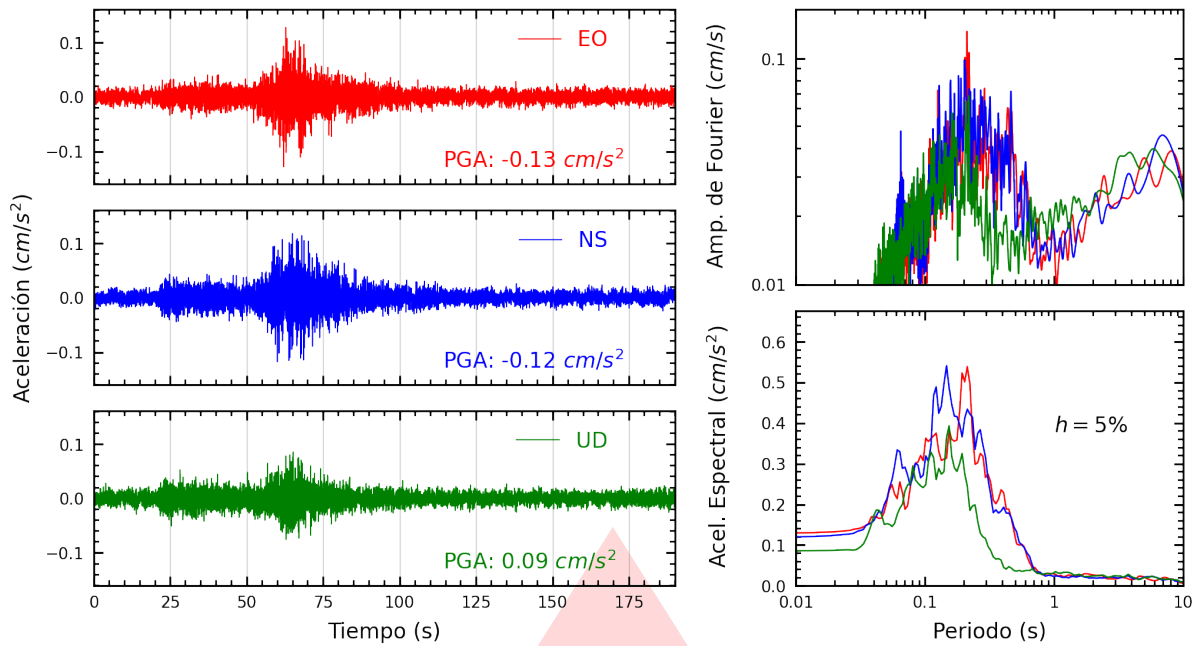 Aceleración (cm/s²)
0.1
0.0
−0.1
EO
PGA: -0.13 cm/s²
0.1
0.0
−0.1
NS
PGA: -0.12 cm/s²
0.1
0.0
−0.1
UD
PGA: 0.09 cm/s²
0 25 50 75 100 125 150 175
Tiempo (s)
Amp. de Fourier (cm/s)
0.1
0.01
Acel. Espectral (cm/s²)
0.6
0.5
0.4
0.3
0.2
0.1
0.0
h = 5%
0.01 0.1 1 10
Periodo (s)